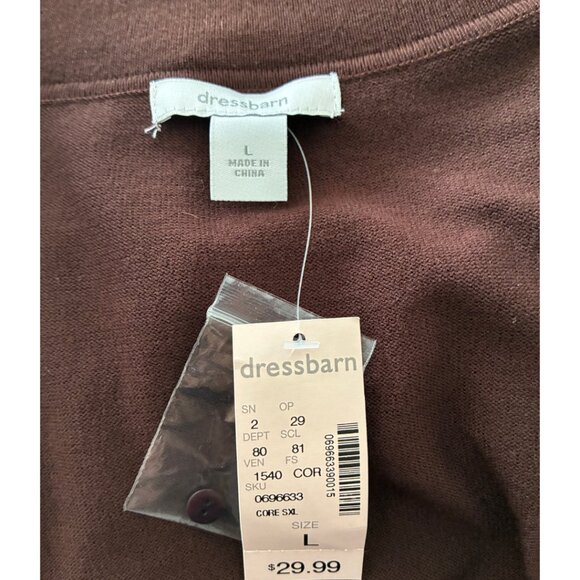 dressbarn
L
MADE IN
CHINA
dressbarn
SN OP
2 29
DEPT SCL
80 81
VEN FS
1540 COR
SKU
0696633
CORE SXL
069663390015
SIZE
L
$29.99